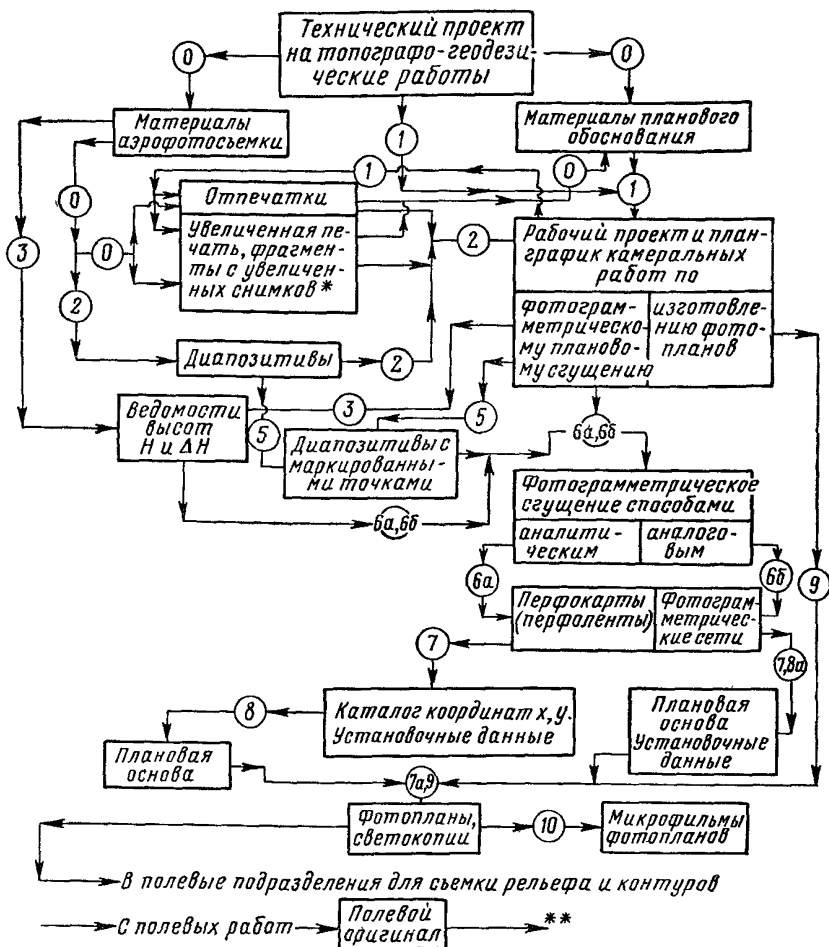 Технический проект
на топографо-геодези-
ческие работы
0
0
Материалы
аэрофотосъемки
1
Материалы планового
обоснования
0
1
0
1
Отпечатки
0
3
Увеличенная пе-
чать, фрагмен-
ты с увеличен-
ных снимков*
2
Рабочий проект и план-
график камеральных
работ по
2
фотограм-
метрическо-
му планово-
му сгущению
изготов-
лению фото-
планов
Диапозитивы
2
Ведомости
высот
Н и ΔН
3
5
5
Диапозитивы с
маркированны-
ми точками
6а,6б
6а,6б
Фотограмметрическое
сгущение способами
аналити-
ческим
аналого-
вым
6а
6б
9
Перфокарты
(перфоленты)
Фотограм-
метричес-
кие сети
7
7,8а
8
Каталог координат x, y.
Установочные данные
Плановая
основа
Установочные
данные
Плановая
основа
7а,9
Фотопланы,
светокопии
10
Микрофильмы
фотопланов
В полевые подразделения для съемки рельефа и контуров
С полевых работ
Полевой
оригинал
**